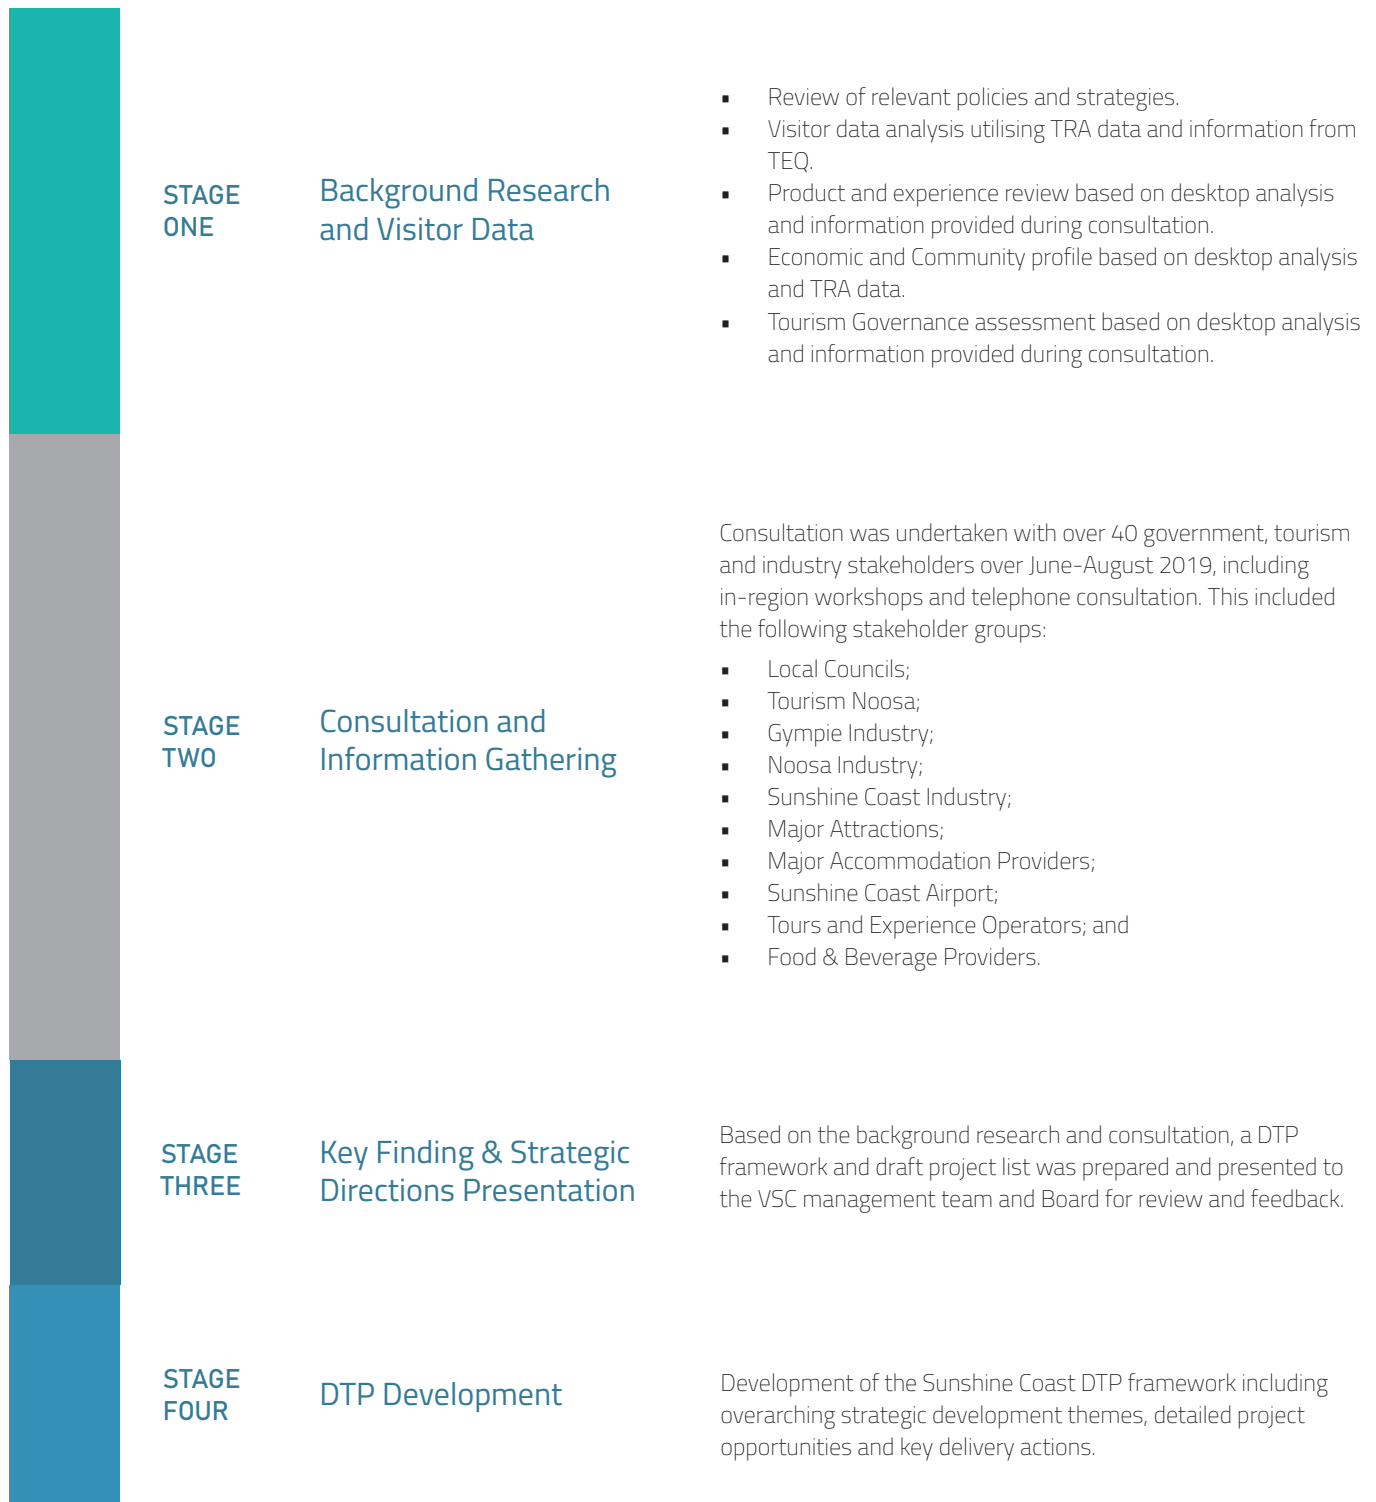 STAGE
ONE
Background Research
and Visitor Data
▪ Review of relevant policies and strategies.
▪ Visitor data analysis utilising TRA data and information from
TEQ.
▪ Product and experience review based on desktop analysis
and information provided during consultation.
▪ Economic and Community profile based on desktop analysis
and TRA data.
▪ Tourism Governance assessment based on desktop analysis
and information provided during consultation.
STAGE
TWO
Consultation and
Information Gathering
Consultation was undertaken with over 40 government, tourism
and industry stakeholders over June-August 2019, including
in-region workshops and telephone consultation. This included
the following stakeholder groups:
▪ Local Councils;
▪ Tourism Noosa;
▪ Gympie Industry;
▪ Noosa Industry;
▪ Sunshine Coast Industry;
▪ Major Attractions;
▪ Major Accommodation Providers;
▪ Sunshine Coast Airport;
▪ Tours and Experience Operators; and
▪ Food & Beverage Providers.
STAGE
THREE
Key Finding & Strategic
Directions Presentation
Based on the background research and consultation, a DTP
framework and draft project list was prepared and presented to
the VSC management team and Board for review and feedback.
STAGE
FOUR
DTP Development
Development of the Sunshine Coast DTP framework including
overarching strategic development themes, detailed project
opportunities and key delivery actions.